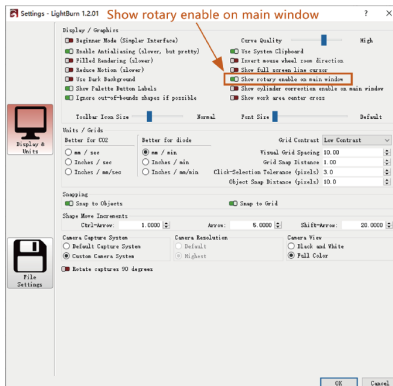 Settings - LightBurn 1.2.01
Show rotary enable on main window
? X
Display / Graphics
Beginner Mode (Simpler Interface)
Curve Quality
High
Enable Antialiasing (slower, but pretty)
Use System Clipboard
Filled Rendering (slower)
Invert mouse wheel zoom direction
Reduce Motion (slower)
Show full screen line cursor
Use Dark Background
Show rotary enable on main window
Show Palette Button Labels
Show cylinder correction enable on main window
Ignore out-of-bounds shapes if possible
Show work area center cross
Toolbar Icon Size
Normal
Font Size
Default
Display & Units
Units / Grids
Better for CO2
Better for diode
Grid Contrast
Low Contrast
mm / sec
mm / min
Visual Grid Spacing
10.00
Inches / sec
Inches / min
Grid Snap Distance
1.00
Inches / mm/sec
Inches / mm/min
Click-Selection Tolerance (pixels)
3.0
Object Snap Distance (pixels)
10.0
Snapping
Snap to Objects
Snap to Grid
Shape Move Increments
Ctrl-Arrow:
1.0000
Arrow:
5.0000
Shift-Arrow:
20.0000
Camera Capture System
Camera Resolution
Camera View
Default Capture System
Default
Black and White
Custom Camera System
Highest
Full Color
File Settings
Rotate captures 90 degrees
OK
Cancel